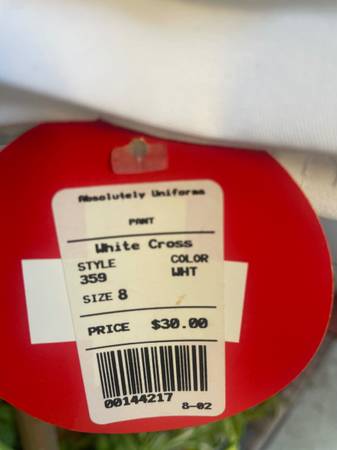 Absolutely Uniforms
PANT
White Cross
STYLE COLOR
359 WHT
SIZE 8
PRICE $30.00
00144217 8-02